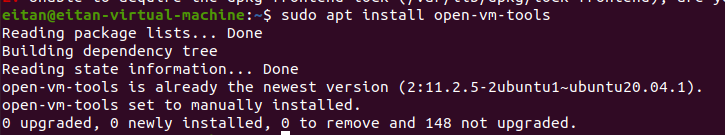 eitan@eitan-virtual-machine:~$ sudo apt install open-vm-tools
Reading package lists... Done
Building dependency tree
Reading state information... Done
open-vm-tools is already the newest version (2:11.2.5-2ubuntu1~ubuntu20.04.1).
open-vm-tools set to manually installed.
0 upgraded, 0 newly installed, 0 to remove and 148 not upgraded.